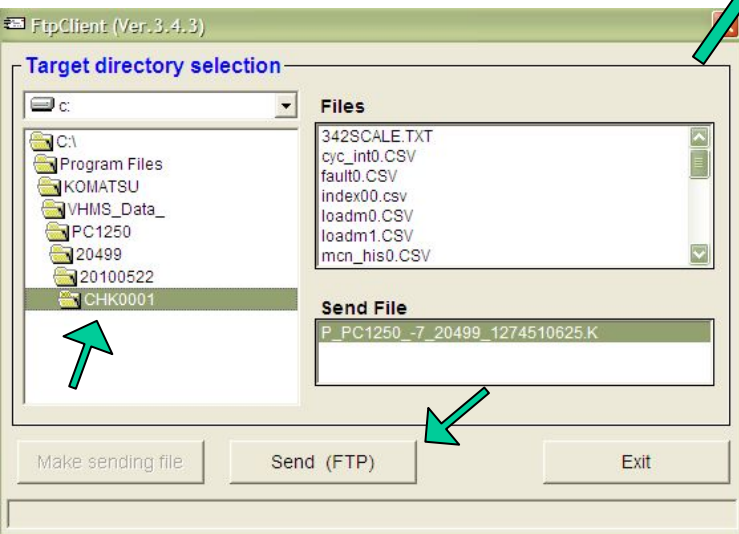 FtpClient (Ver.3.4.3)
Target directory selection
c:
C:\
Program Files
KOMATSU
VHMS_Data_
PC1250
20499
20100522
CHK0001
Files
342SCALE.TXT
cyc_int0.CSV
fault0.CSV
index00.csv
loadm0.CSV
loadm1.CSV
mcn_his0.CSV
Send File
P_PC1250_-7_20499_1274510625.K
Make sending file
Send (FTP)
Exit